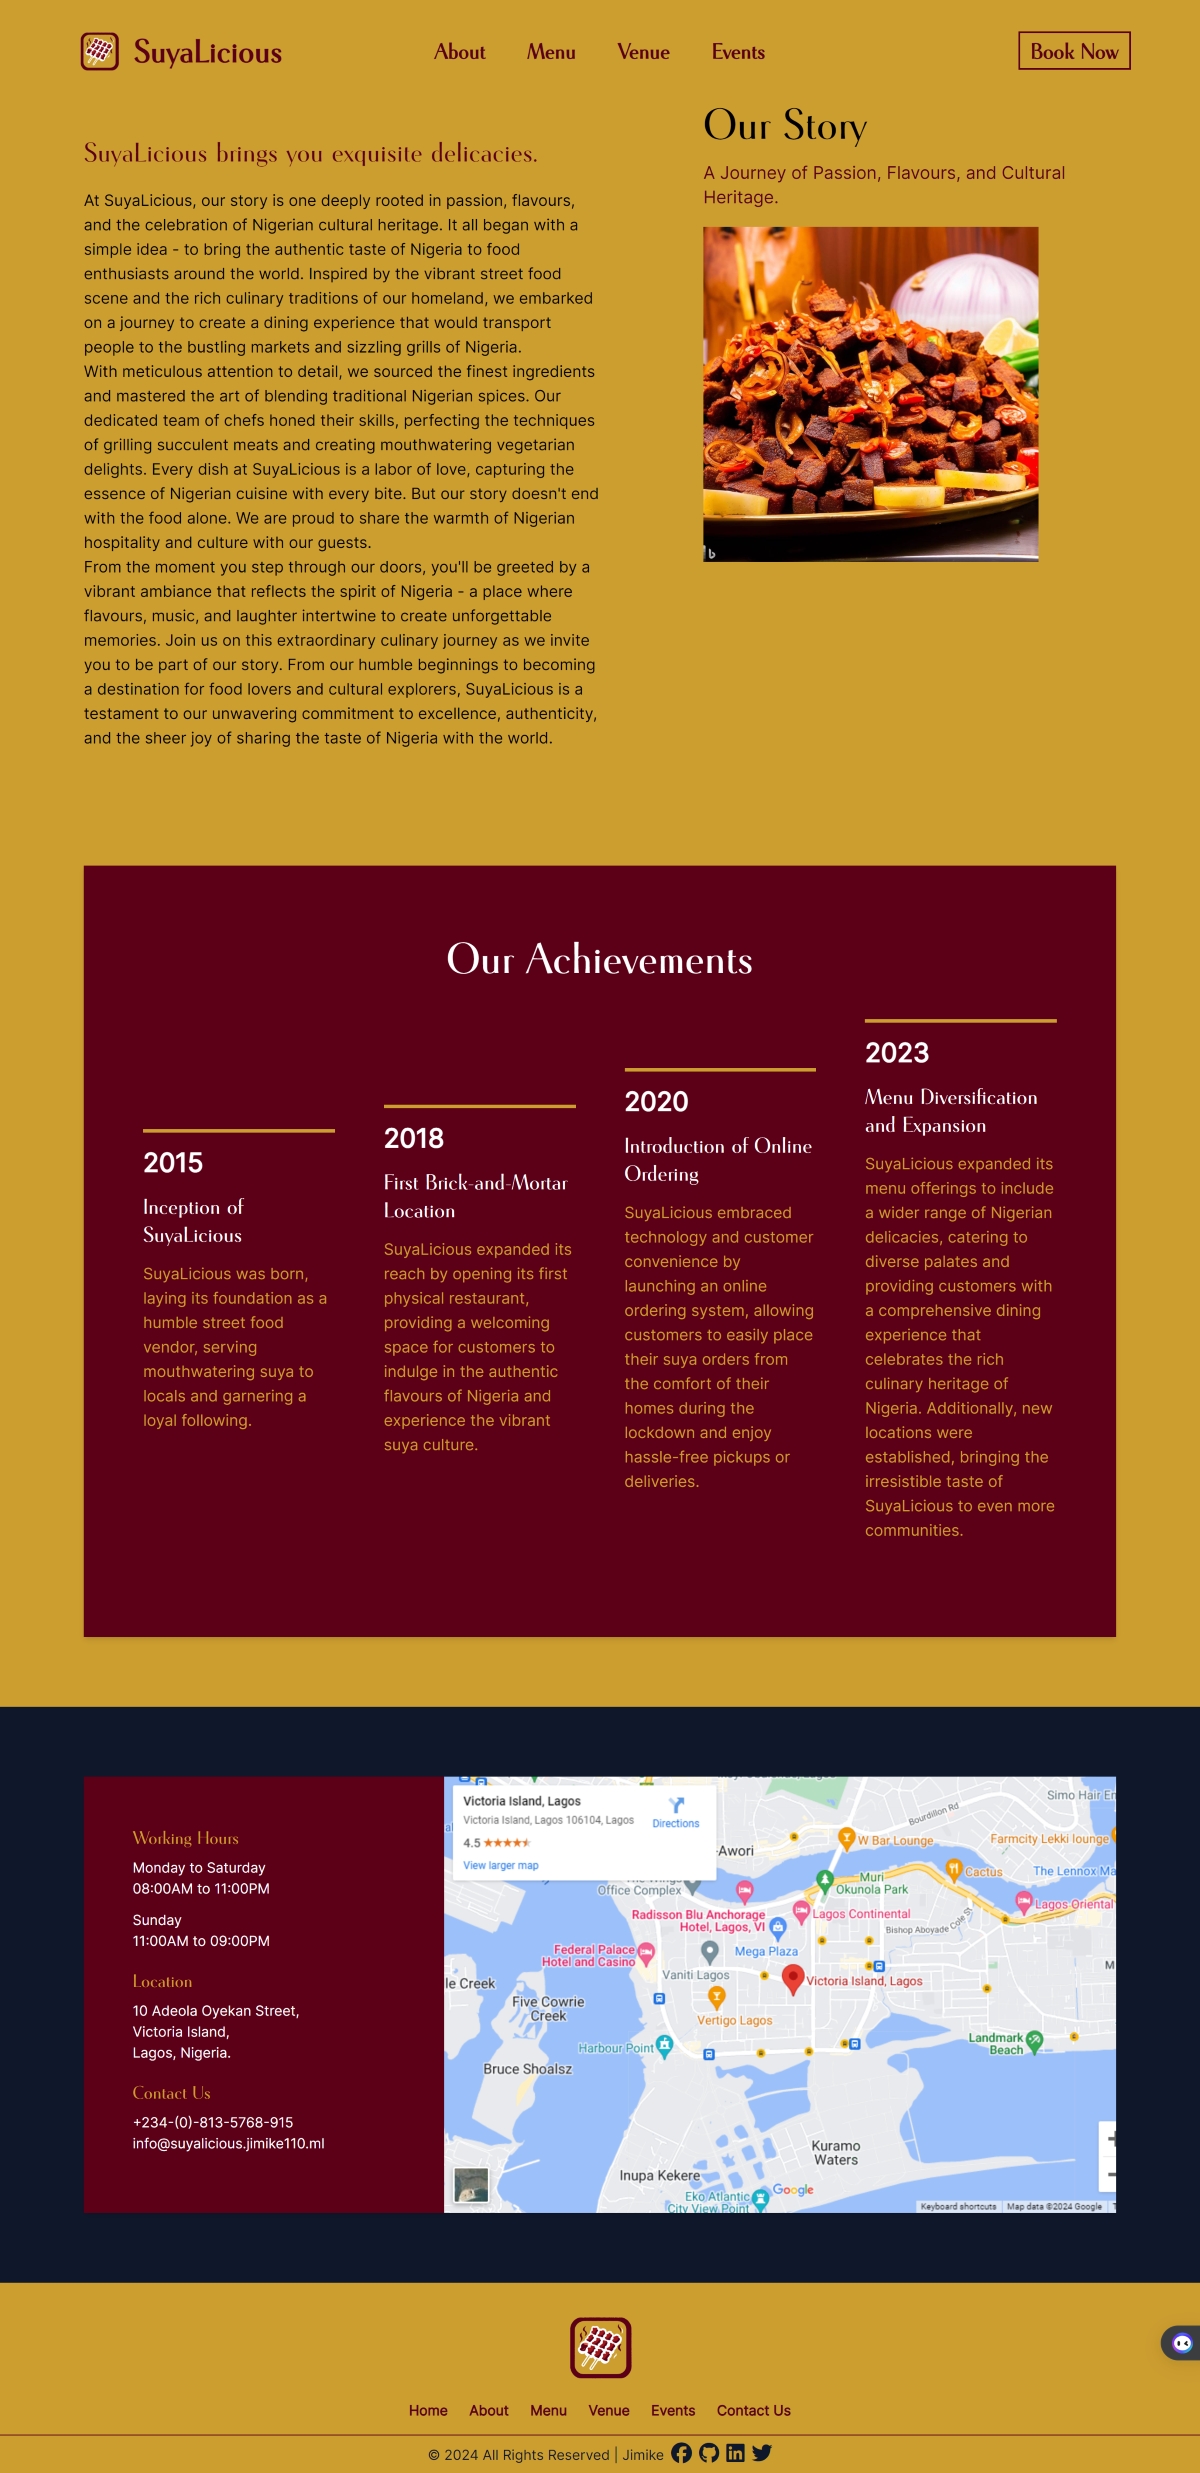 SuyaLicious
About
Menu
Venue
Events
Book Now
SuyaLicious brings you exquisite delicacies.
At SuyaLicious, our story is one deeply rooted in passion, flavours,
and the celebration of Nigerian cultural heritage. It all began with a
simple idea - to bring the authentic taste of Nigeria to food
enthusiasts around the world. Inspired by the vibrant street food
scene and the rich culinary traditions of our homeland, we embarked
on a journey to create a dining experience that would transport
people to the bustling markets and sizzling grills of Nigeria.
With meticulous attention to detail, we sourced the finest ingredients
and mastered the art of blending traditional Nigerian spices. Our
dedicated team of chefs honed their skills, perfecting the techniques
of grilling succulent meats and creating mouthwatering vegetarian
delights. Every dish at SuyaLicious is a labor of love, capturing the
essence of Nigerian cuisine with every bite. But our story doesn't end
with the food alone. We are proud to share the warmth of Nigerian
hospitality and culture with our guests.
From the moment you step through our doors, you'll be greeted by a
vibrant ambiance that reflects the spirit of Nigeria - a place where
flavours, music, and laughter intertwine to create unforgettable
memories. Join us on this extraordinary culinary journey as we invite
you to be part of our story. From our humble beginnings to becoming
a destination for food lovers and cultural explorers, SuyaLicious is a
testament to our unwavering commitment to excellence, authenticity,
and the sheer joy of sharing the taste of Nigeria with the world.
Our Story
A Journey of Passion, Flavours, and Cultural
Heritage.
b
Our Achievements
2015
Inception of
SuyaLicious
SuyaLicious was born,
laying its foundation as a
humble street food
vendor, serving
mouthwatering suya to
locals and garnering a
loyal following.
2018
First Brick-and-Mortar
Location
SuyaLicious expanded its
reach by opening its first
physical restaurant,
providing a welcoming
space for customers to
indulge in the authentic
flavours of Nigeria and
experience the vibrant
suya culture.
2020
Introduction of Online
Ordering
SuyaLicious embraced
technology and customer
convenience by
launching an online
ordering system, allowing
customers to easily place
their suya orders from
the comfort of their
homes during the
lockdown and enjoy
hassle-free pickups or
deliveries.
2023
Menu Diversification
and Expansion
SuyaLicious expanded its
menu offerings to include
a wider range of Nigerian
delicacies, catering to
diverse palates and
providing customers with
a comprehensive dining
experience that
celebrates the rich
culinary heritage of
Nigeria. Additionally, new
locations were
established, bringing the
irresistible taste of
SuyaLicious to even more
communities.
Working Hours
Monday to Saturday
08:00AM to 11:00PM
Sunday
11:00AM to 09:00PM
Location
10 Adeola Oyekan Street,
Victoria Island,
Lagos, Nigeria.
Contact Us
+234-(0)-813-5768-915
info@suyalicious.jimike110.ml
Victoria Island, Lagos
Victoria Island, Lagos 106104, Lagos
4.5
View larger map
Directions
Simo Hair En
Bourdillon Rd
W Bar Lounge
Farmcity Lekki lounge
-Awori
Cactus
The Lennox Ma
Muri
Okunola Park
Office Complex
Radisson Blu Anchorage
Hotel, Lagos, VI
Lagos Continental
Lagos Oriental
Bishop Aboyade Cole St
Mega Plaza
Federal Palace
Hotel and Casino
Vaniti Lagos
Victoria Island, Lagos
M
le Creek
Five Cowrie
Creek
Vertigo Lagos
Harbour Point
Landmark
Beach
Bruce Shoalsz
Kuramo
Waters
Inupa Kekere
Eko Atlantic
City View Point
Google
Keyboard shortcuts
Map data ©2024 Google
T
Home
About
Menu
Venue
Events
Contact Us
© 2024 All Rights Reserved | Jimike